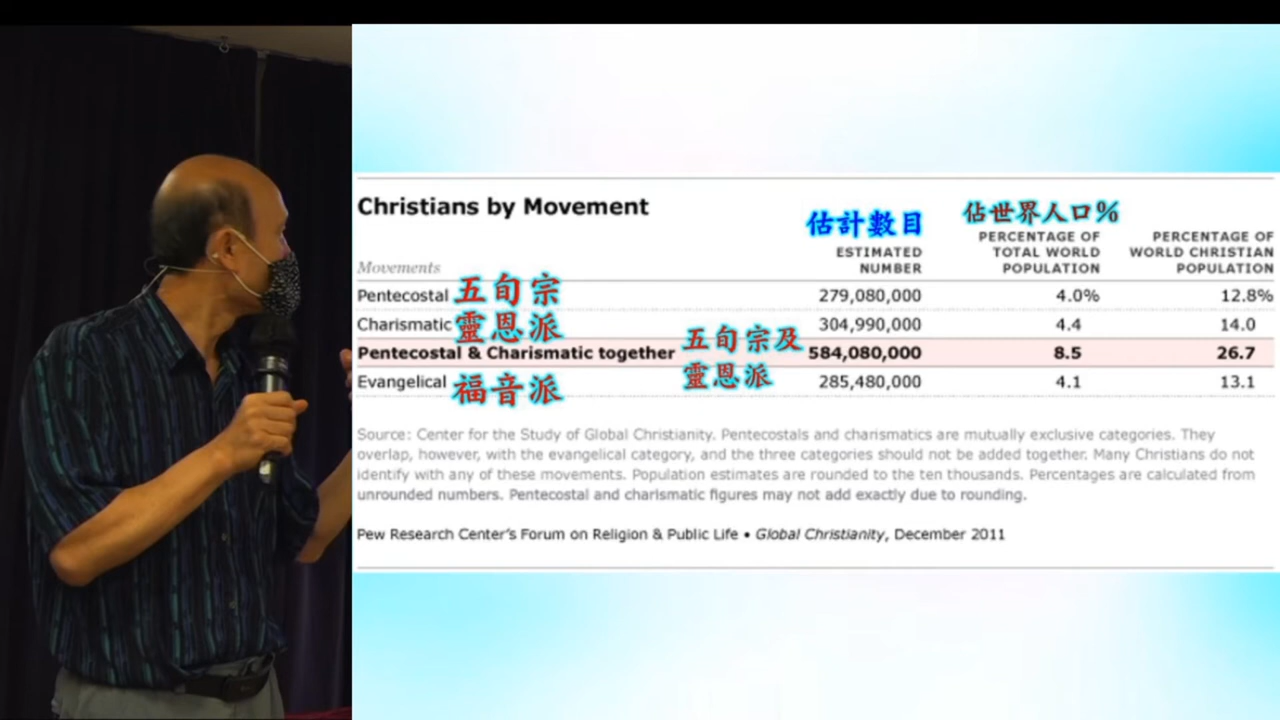 Christians by Movement
估計數目
佔世界人口%
Movements
ESTIMATED
NUMBER
PERCENTAGE OF
TOTAL WORLD
POPULATION
PERCENTAGE OF
WORLD CHRISTIAN
POPULATION
Pentecostal 五旬宗 279,080,000 4.0% 12.8%
Charismatic 靈恩派 304,990,000 4.4 14.0
Pentecostal & Charismatic together 五旬宗及 584,080,000 8.5 26.7
靈恩派
Evangelical 福音派 285,480,000 4.1 13.1
Source: Center for the Study of Global Christianity. Pentecostals and charismatics are mutually exclusive categories. They
overlap, however, with the evangelical category, and the three categories should not be added together. Many Christians do not
identify with any of these movements. Population estimates are rounded to the ten thousands. Percentages are calculated from
unrounded numbers. Pentecostal and charismatic figures may not add exactly due to rounding.
Pew Research Center's Forum on Religion & Public Life • Global Christianity, December 2011